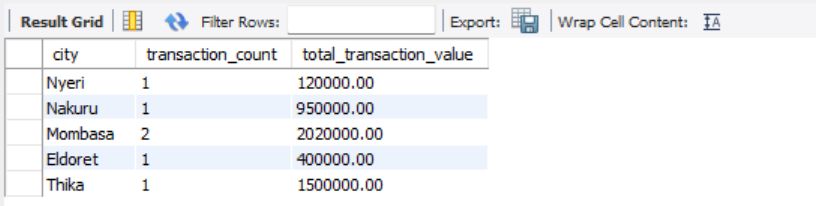 Result Grid Filter Rows: Export: Wrap Cell Content: IA
city transaction_count total_transaction_value
Nyeri 1 120000.00
Nakuru 1 950000.00
Mombasa 2 2020000.00
Eldoret 1 400000.00
Thika 1 1500000.00